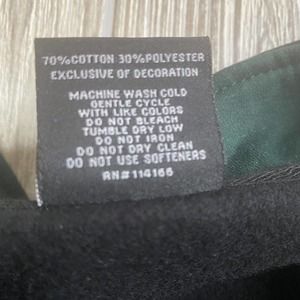 70%COTTON 30%POLYESTER
EXCLUSIVE OF DECORATION
MACHINE WASH COLD
GENTLE CYCLE
WITH LIKE COLORS
DO NOT BLEACH
TUMBLE DRY LOW
DO NOT IRON
DO NOT DRY CLEAN
DO NOT USE SOFTENERS
RN#114166